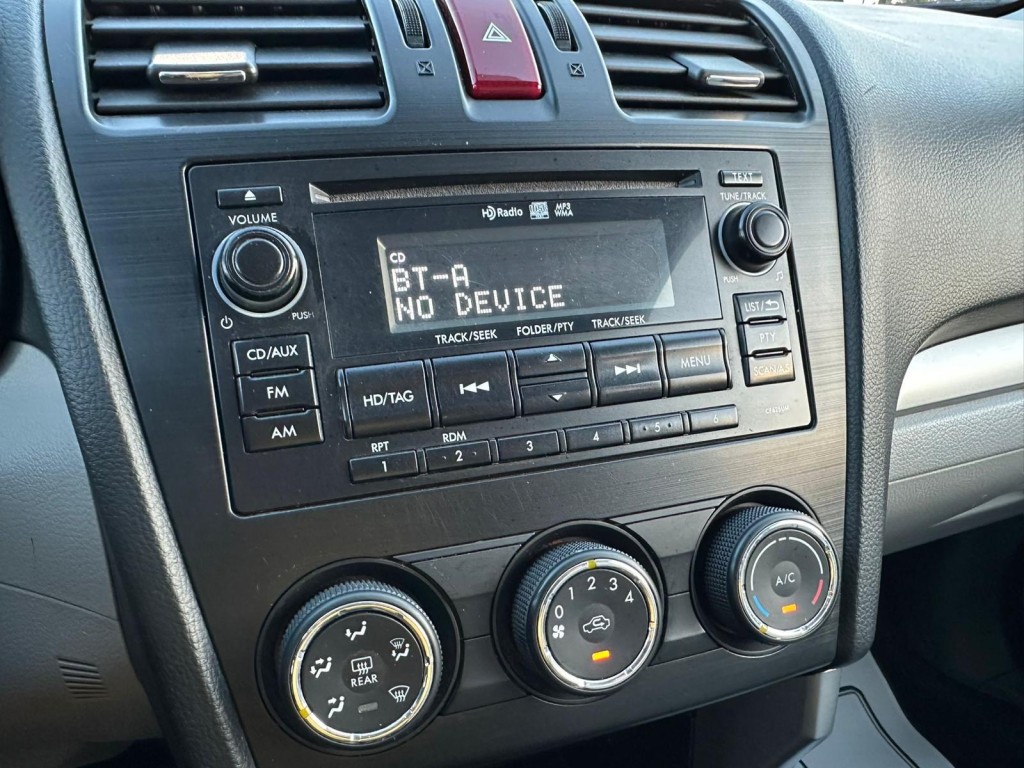 TEXT
VOLUME
HD Radio
MP3
WMA
TUNE/TRACK
CD
BT-A
NO DEVICE
PUSH
PUSH
TRACK/SEEK
FOLDER/PTY
TRACK/SEEK
LIST/
CD/AUX
PTY
FM
HD/TAG
MENU
SCAN/AS
AM
RPT
RDM
1
2
3
4
5
6
0
1
2
3
4
A/C
REAR